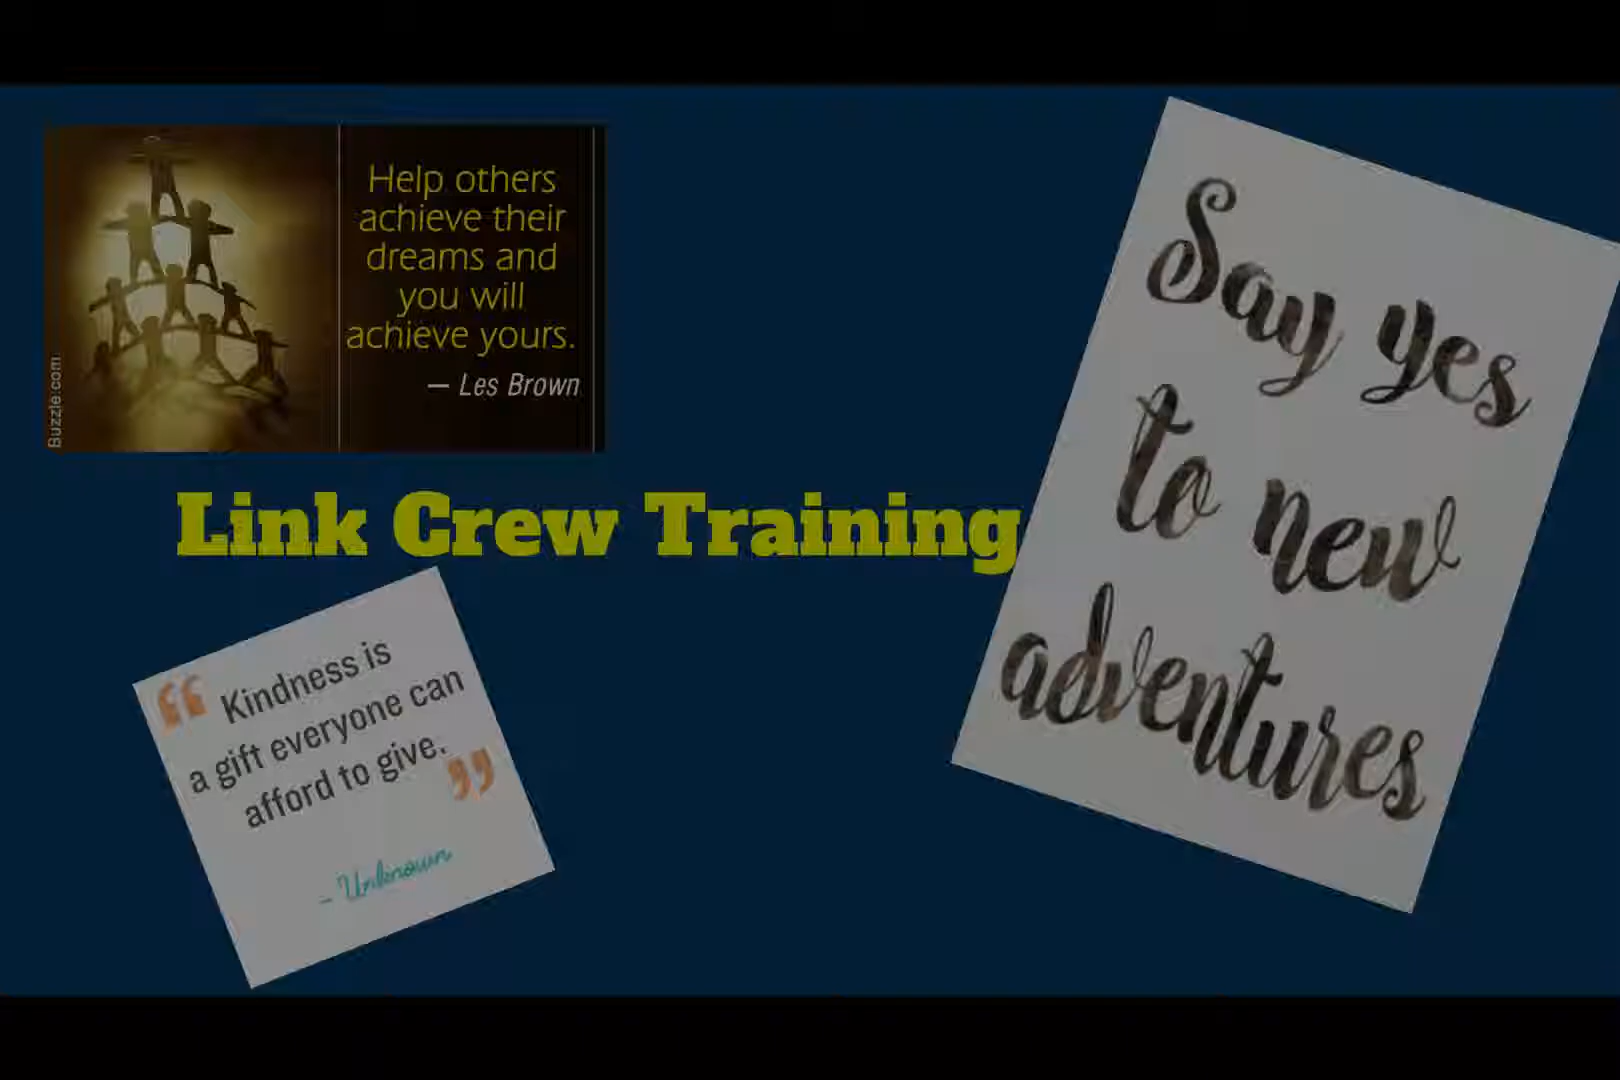 Help others
achieve their
dreams and
you will
achieve yours.
— Les Brown
Buzzle.com
Link Crew Training
Say yes
to new
adventures
“ Kindness is
a gift everyone can
afford to give. ”
- Unknown